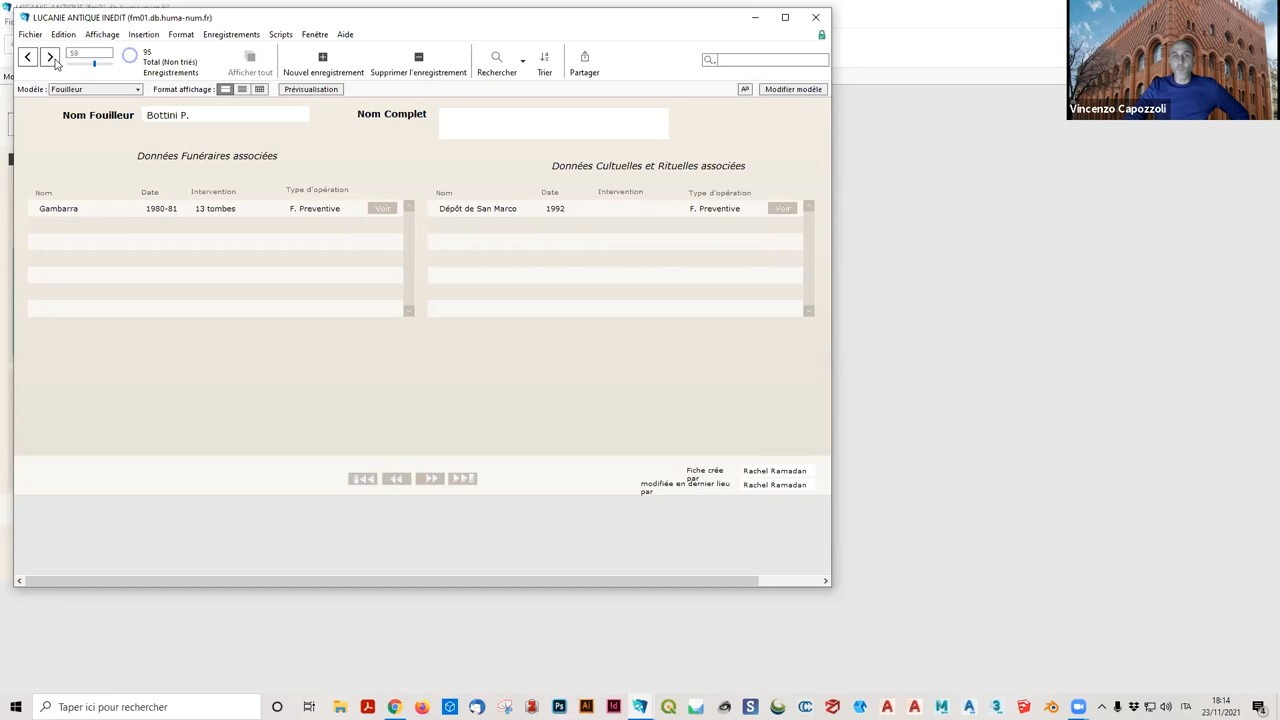 LUCANIE ANTIQUE INEDIT (fm01.db.huma-num.fr)
Fichier Edition Affichage Insertion Format Enregistrements Scripts Fenêtre Aide
59
95
Total (Non triés)
Enregistrements
Afficher tout Nouvel enregistrement Supprimer l'enregistrement Rechercher Trier Partager
Modèle: Fouilleur Format affichage: Prévisualisation Modifier modèle
Vincenzo Capozzoli
Nom Fouilleur Bottini P. Nom Complet
Données Funéraires associées
Données Cultuelles et Rituelles associées
Nom Date Intervention Type d'opération
Nom Date Intervention Type d'opération
Gambarra 1980-81 13 tombes F. Preventive Voir
Dépôt de San Marco 1992 F. Preventive Voir
Fiche crée par Rachel Ramadan
modifiée en dernier lieu par Rachel Ramadan
Taper ici pour rechercher
ITA
18:14
23/11/2021